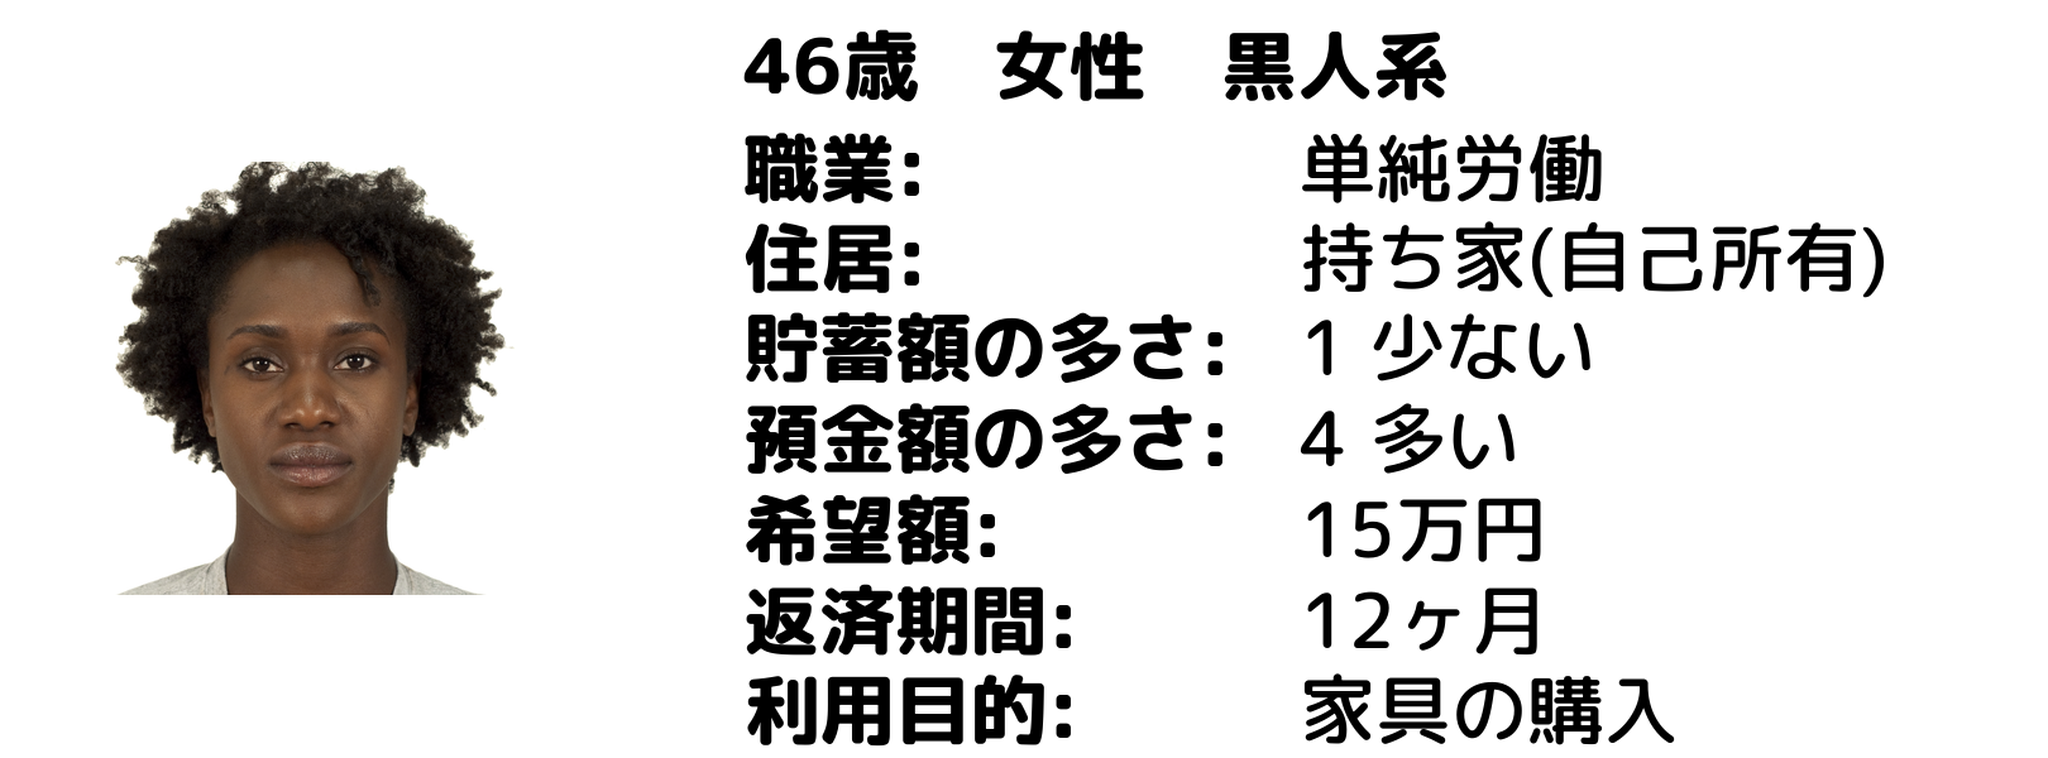 46歳　女性　黒人系
職業: 単純労働
住居: 持ち家(自己所有)
貯蓄額の多さ: 1 少ない
預金額の多さ: 4 多い
希望額: 15万円
返済期間: 12ヶ月
利用目的: 家具の購入